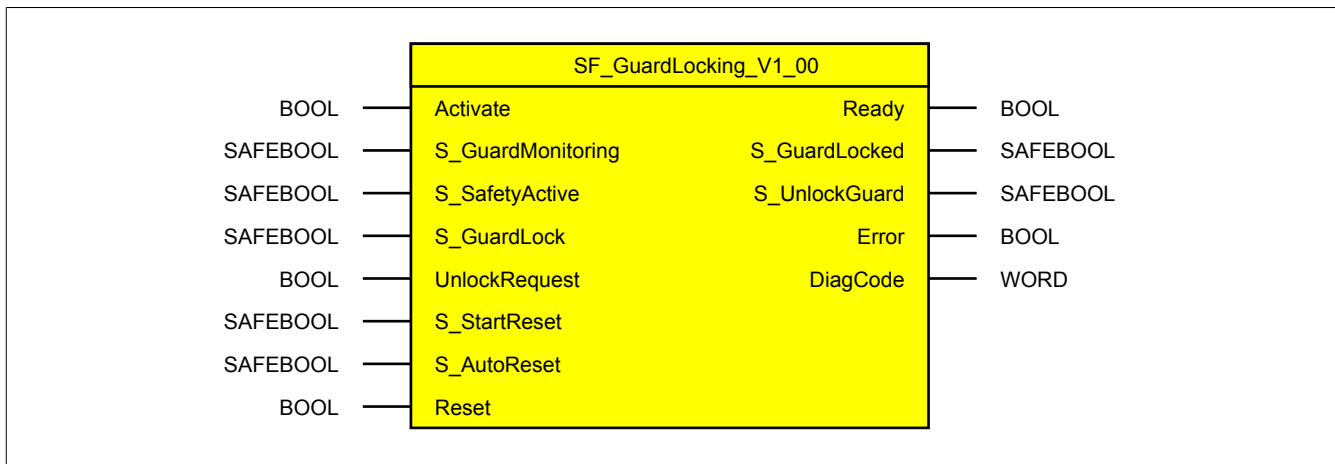 SF_GuardLocking_V1_00
BOOL Activate Ready BOOL
SAFEBOOL S_GuardMonitoring S_GuardLocked SAFEBOOL
SAFEBOOL S_SafetyActive S_UnlockGuard SAFEBOOL
SAFEBOOL S_GuardLock Error BOOL
BOOL UnlockRequest DiagCode WORD
SAFEBOOL S_StartReset
SAFEBOOL S_AutoReset
BOOL Reset